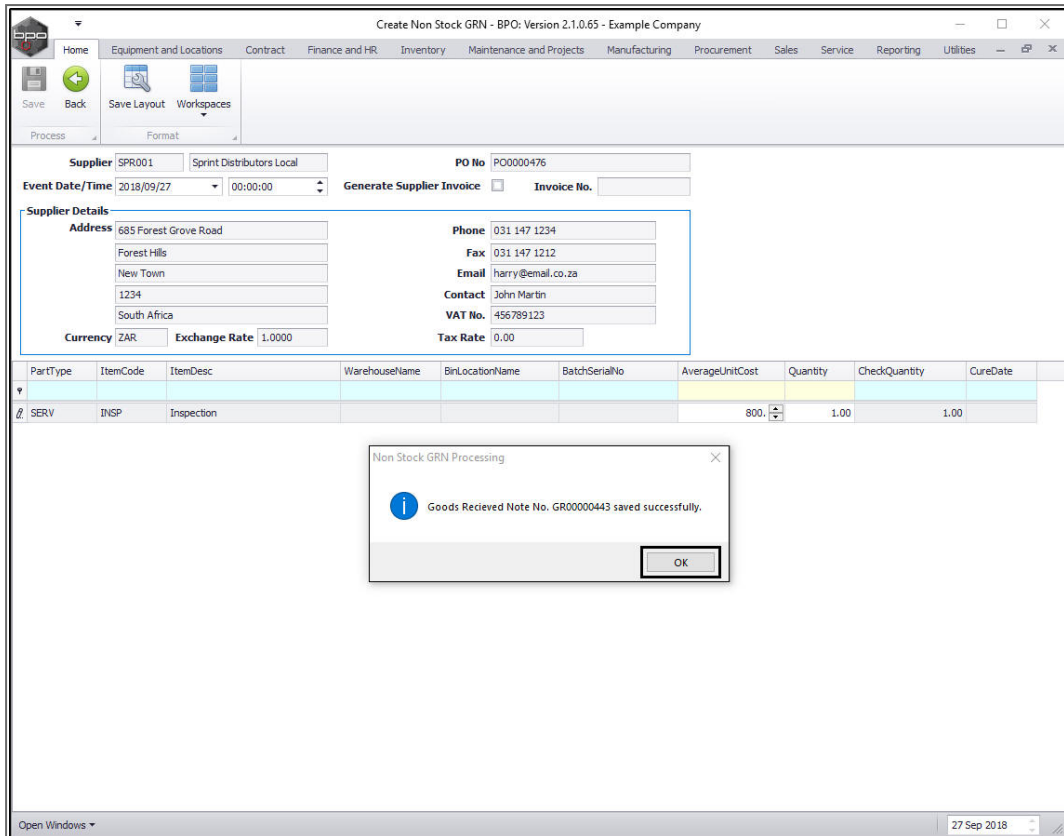 Create Non Stock GRN - BPO: Version 2.1.0.65 - Example Company
bpo
Home Equipment and Locations Contract Finance and HR Inventory Maintenance and Projects Manufacturing Procurement Sales Service Reporting Utilities
Save Back Save Layout Workspaces
Process Format
Supplier SPR001 Sprint Distributors Local PO No PO0000476
Event Date/Time 2018/09/27 00:00:00 Generate Supplier Invoice Invoice No.
Supplier Details
Address 685 Forest Grove Road Phone 031 147 1234
Forest Hills Fax 031 147 1212
New Town Email harry@email.co.za
1234 Contact John Martin
South Africa VAT No. 456789123
Currency ZAR Exchange Rate 1.0000 Tax Rate 0.00
PartType ItemCode ItemDesc WarehouseName BinLocationName BatchSerialNo AverageUnitCost Quantity CheckQuantity CureDate
SERV INSP Inspection 800. 1.00 1.00
Non Stock GRN Processing
Goods Recieved Note No. GR00000443 saved successfully.
OK
Open Windows 27 Sep 2018